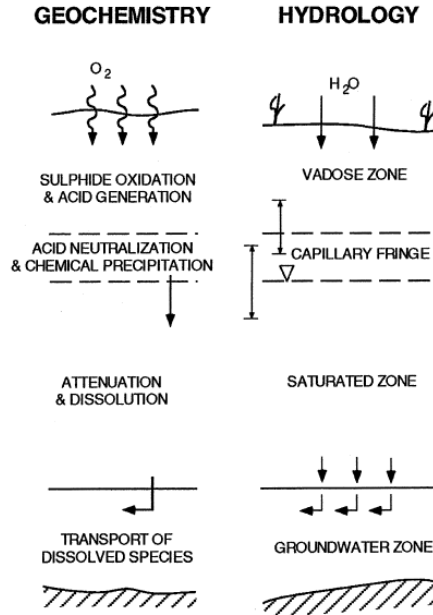 GEOCHEMISTRY
O₂
SULPHIDE OXIDATION
& ACID GENERATION
ACID NEUTRALIZATION
& CHEMICAL PRECIPITATION
ATTENUATION
& DISSOLUTION
TRANSPORT OF
DISSOLVED SPECIES
HYDROLOGY
H₂O
VADOSE ZONE
CAPILLARY FRINGE
SATURATED ZONE
GROUNDWATER ZONE